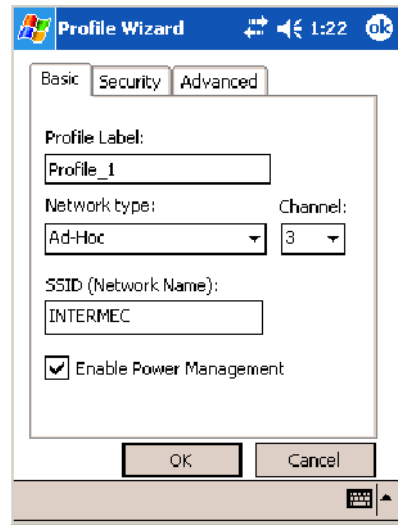 Profile Wizard 1:22 ok
Basic Security Advanced
Profile Label:
Profile_1
Network type: Channel:
Ad-Hoc 3
SSID (Network Name):
INTERMEC
Enable Power Management
OK Cancel